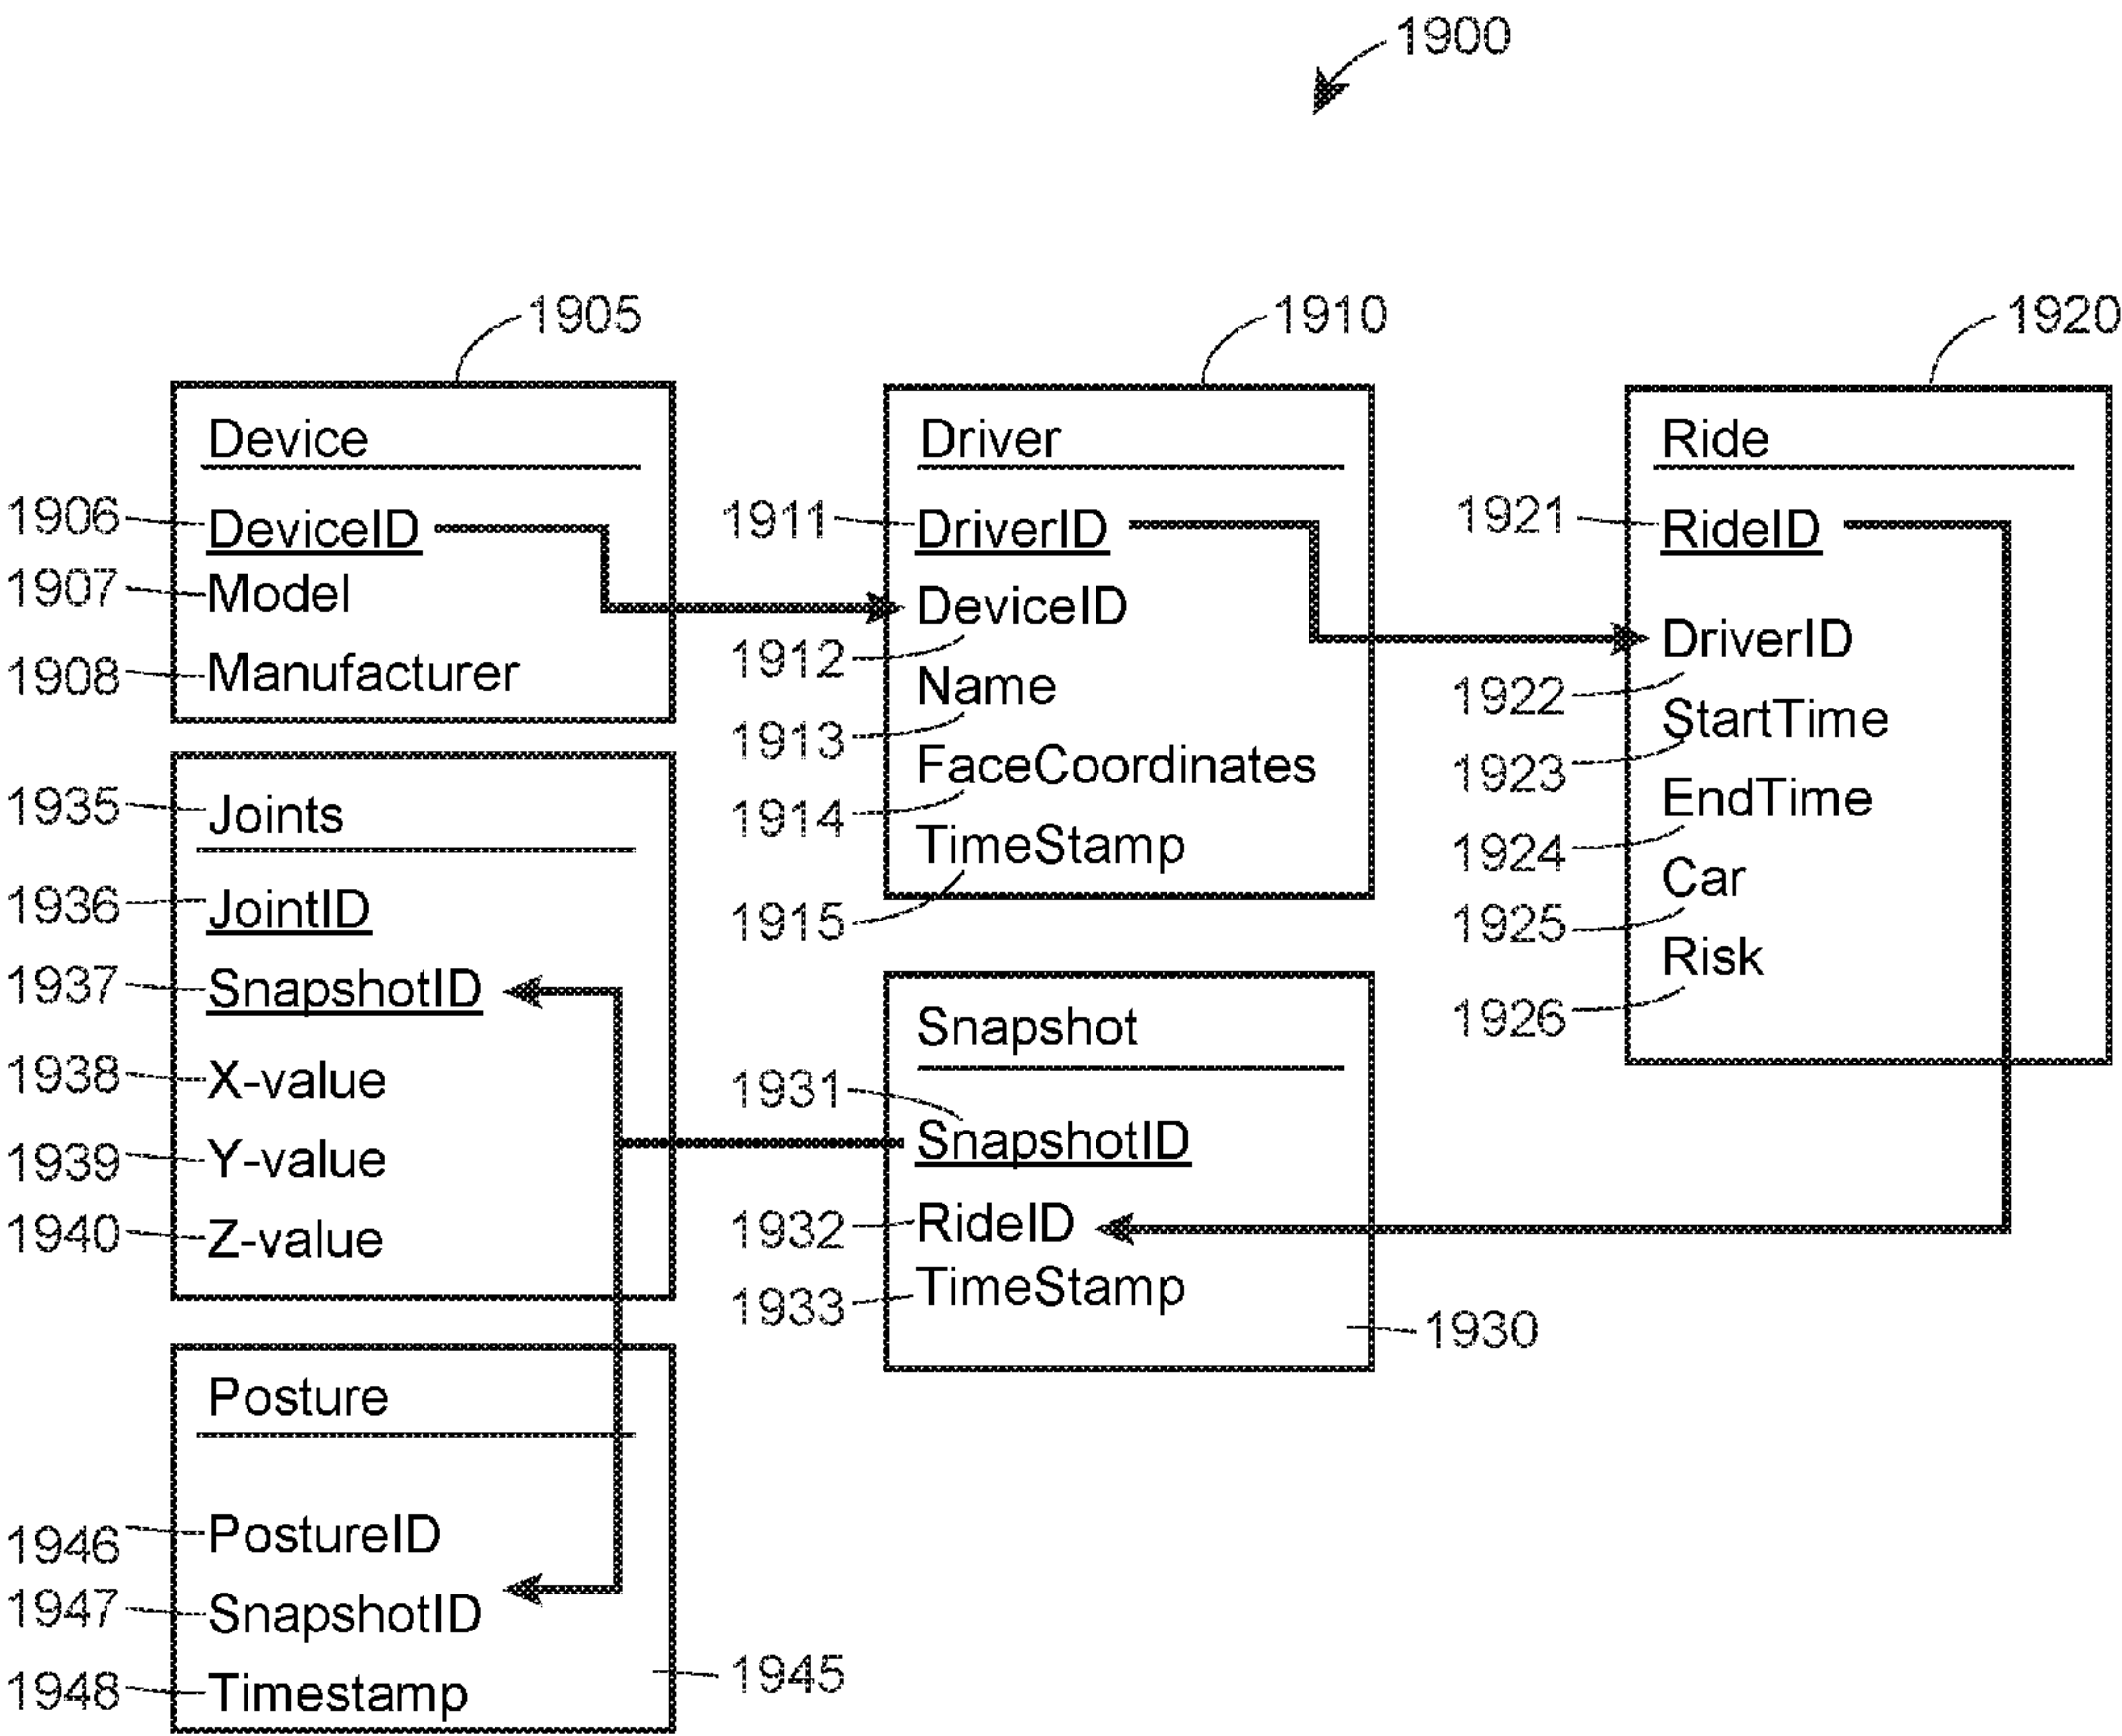 1900
1905
Device
1906 DeviceID
1907 Model
1908 Manufacturer
1910
Driver
1911 DriverID
DeviceID
1912
Name
1913
FaceCoordinates
1914
TimeStamp
1915
1920
Ride
1921 RideID
DriverID
1922
StartTime
1923
EndTime
1924
Car
1925
Risk
1926
1935 Joints
1936 JointID
1937 SnapshotID
1938 X-value
1939 Y-value
1940 Z-value
Snapshot
1931
SnapshotID
1932 RideID
1933 TimeStamp
1930
Posture
1946 PostureID
1947 SnapshotID
1948 Timestamp
1945